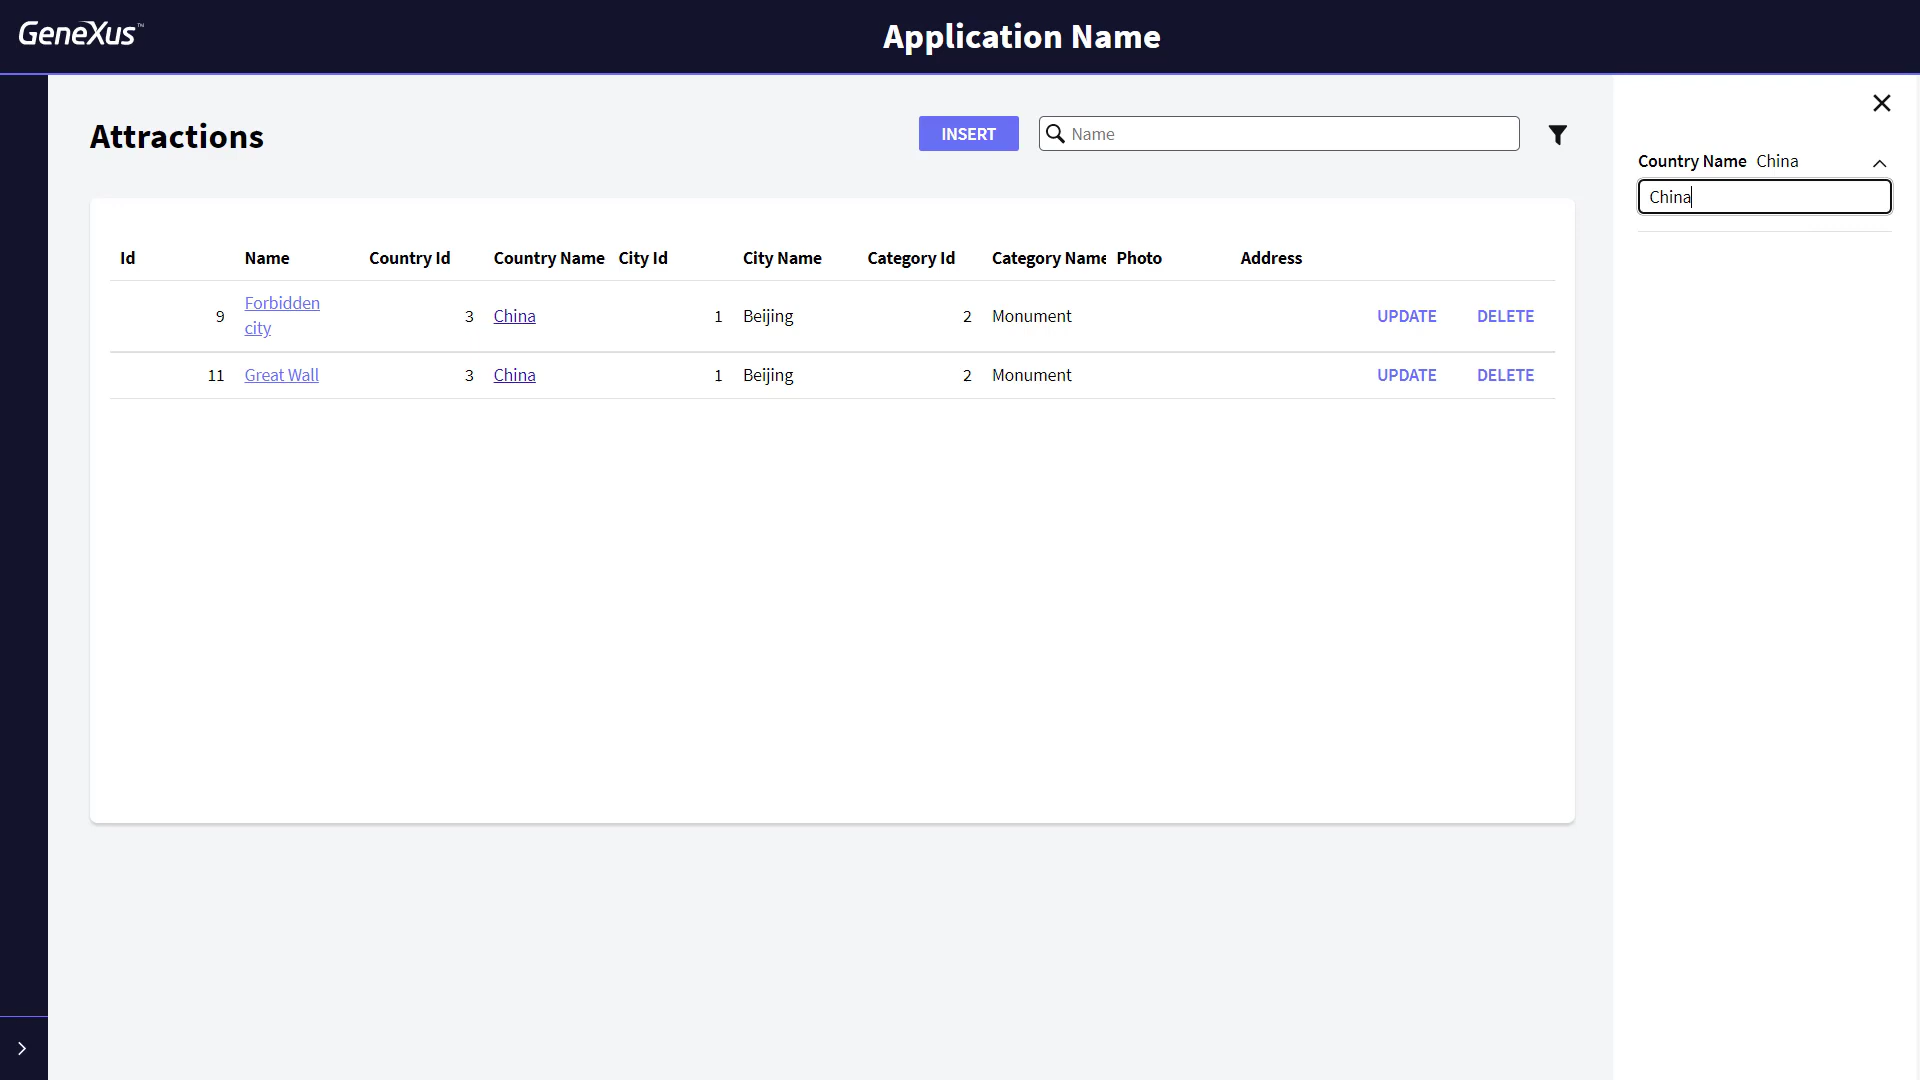 GeneXus™
Application Name
Attractions
INSERT
Name
Country Name China
China
Id Name Country Id Country Name City Id City Name Category Id Category Name Photo Address
9 Forbidden city 3 China 1 Beijing 2 Monument UPDATE DELETE
11 Great Wall 3 China 1 Beijing 2 Monument UPDATE DELETE